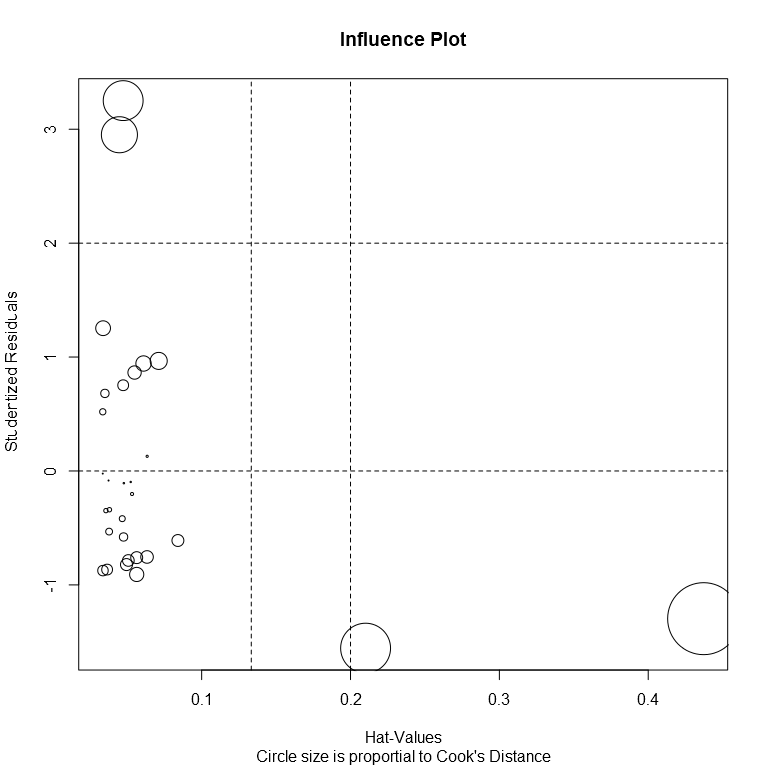 Influence Plot
Studentized Residuals
3
2
1
0
-1
0.1 0.2 0.3 0.4
Hat-Values
Circle size is proportial to Cook's Distance